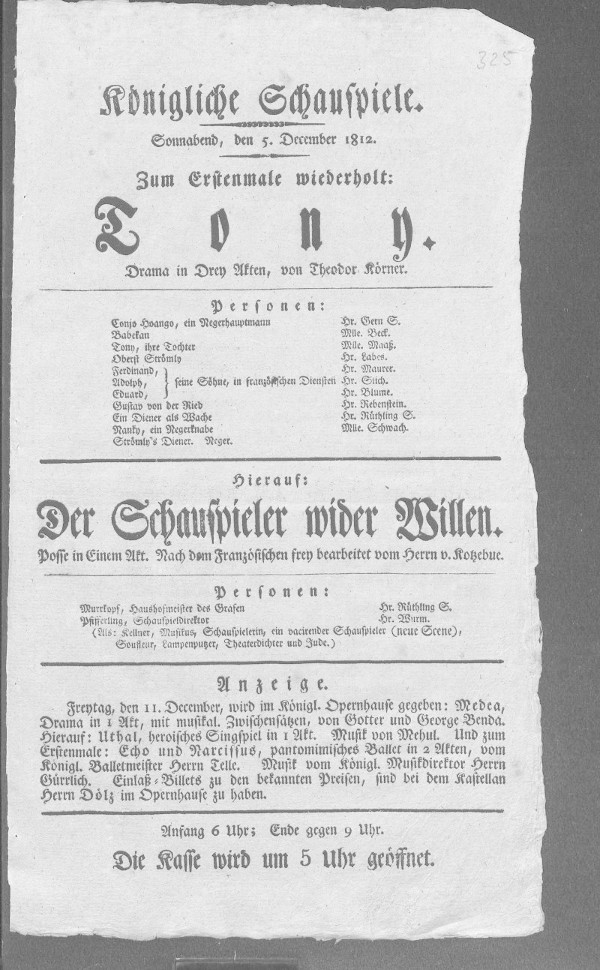 325
Königliche Schauspiele.
Sonnabend, den 5. December 1812.
Zum Erstenmale wiederholt:
Tony.
Drama in Drey Akten, von Theodor Körner.
Personen:
Congo Hoango, ein Negerhauptmann Hr. Gern S.
Babekan Mlle. Beck.
Tony, ihre Tochter Mlle. Maaß.
Oberst Strömly Hr. Labes.
Ferdinand, Hr. Maurer.
Adolph, } seine Söhne, in französischen Diensten Hr. Stich.
Eduard, Hr. Blume.
Gustav von der Ried Hr. Rebenstein.
Ein Diener als Wache Hr. Rüthling S.
Nanky, ein Negerknabe Mlle. Schwach.
Strömly's Diener. Neger.
Hierauf:
Der Schauspieler wider Willen.
Posse in Einem Akt. Nach dem Französischen frey bearbeitet vom Herrn v. Kotzebue.
Personen:
Murrkopf, Haushofmeister des Grafen Hr. Rüthling S.
Pfifferling, Schauspieldirektor Hr. Wurm.
(Als: Kellner, Musikus, Schauspielerin, ein vacirender Schauspieler (neue Scene),
Soufleur, Lampenputzer, Theaterdichter und Jude.)
Anzeige.
Freytag, den 11. December, wird im Königl. Opernhause gegeben: Medea,
Drama in 1 Akt, mit musikal. Zwischensätzen, von Gotter und George Benda.
Hierauf: Uthal, heroisches Singspiel in 1 Akt. Musik von Mehul. Und zum
Erstenmale: Echo und Narcissus, pantomimisches Ballet in 2 Akten, vom
Königl. Balletmeister Herrn Telle. Musik vom Königl. Musikdirektor Herrn
Gürrlich. Einlaß-Billets zu den bekannten Preisen, sind bei dem Kastellan
Herrn Dölz im Opernhause zu haben.
Anfang 6 Uhr; Ende gegen 9 Uhr.
Die Kasse wird um 5 Uhr geöffnet.